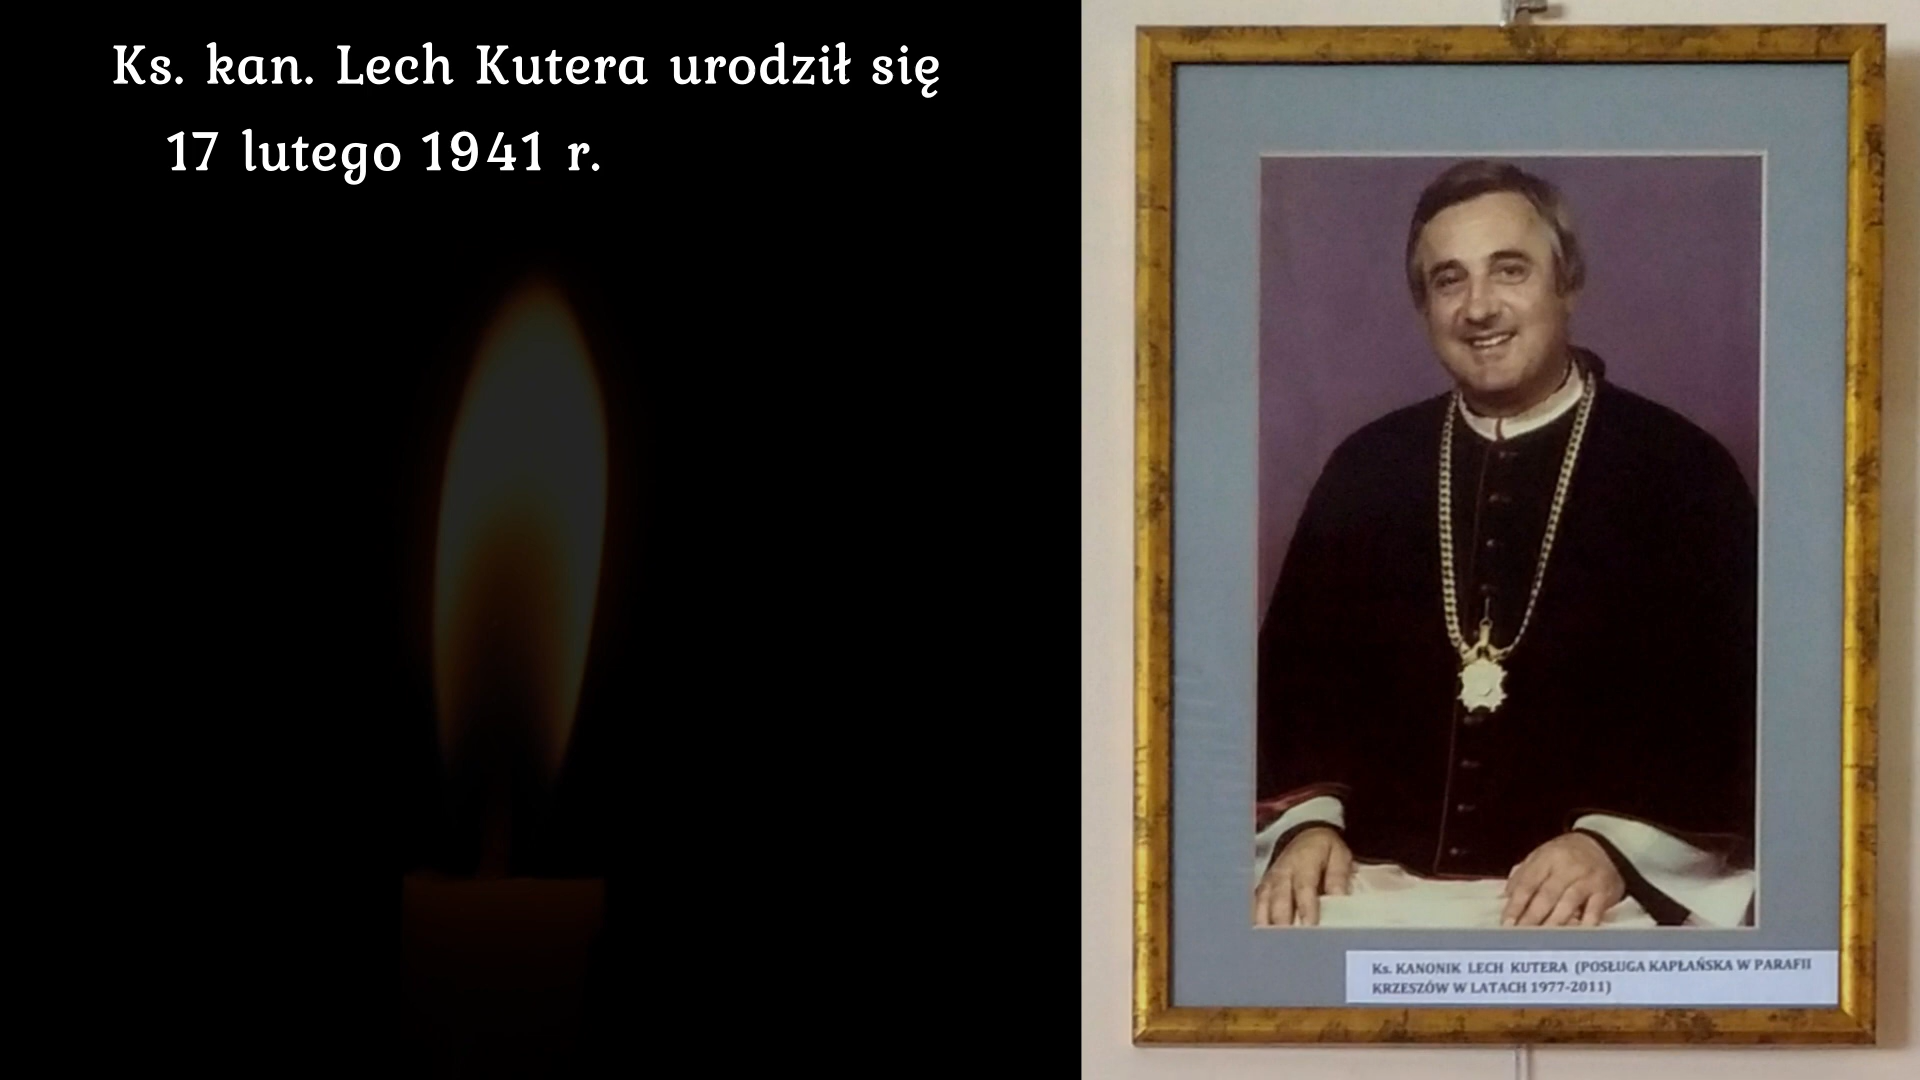 Ks. kan. Lech Kutera urodził się
17 lutego 1941 r.
Ks. KANONIK LECH KUTERA (POSŁUGA KAPŁAŃSKA W PARAFII
KRZESZÓW W LATACH 1977-2011)